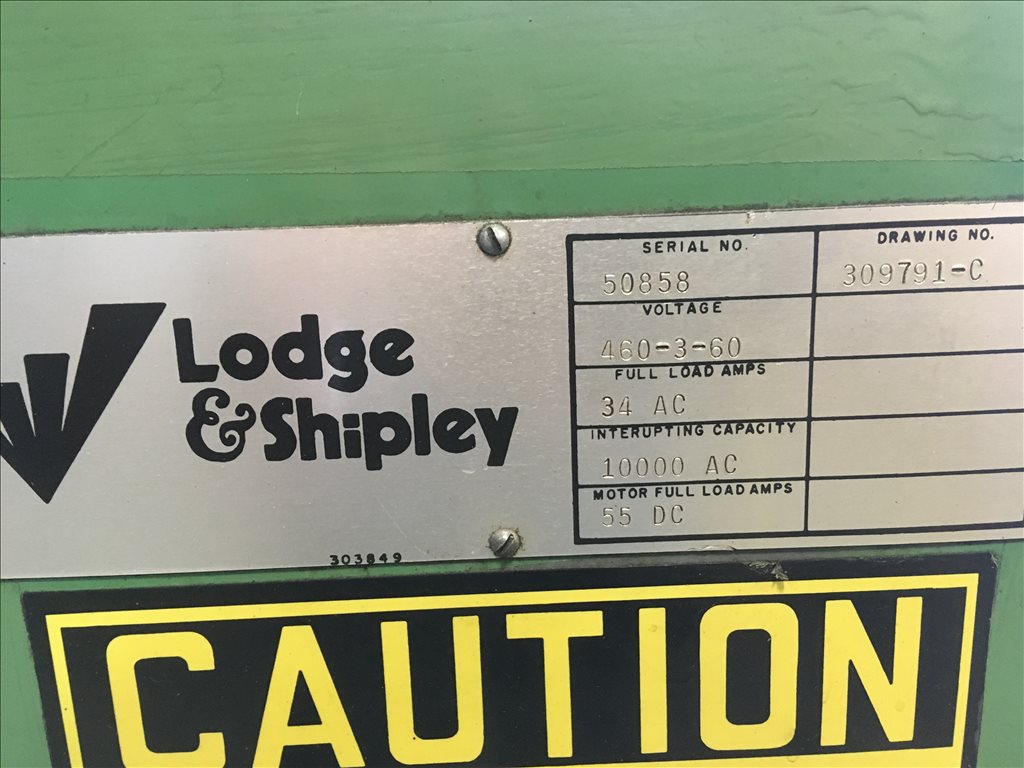 Lodge
&Shipley
303849
SERIAL NO.
50858
DRAWING NO.
309791-C
VOLTAGE
460-3-60
FULL LOAD AMPS
34 AC
INTERUPTING CAPACITY
10000 AC
MOTOR FULL LOAD AMPS
55 DC
CAUTION